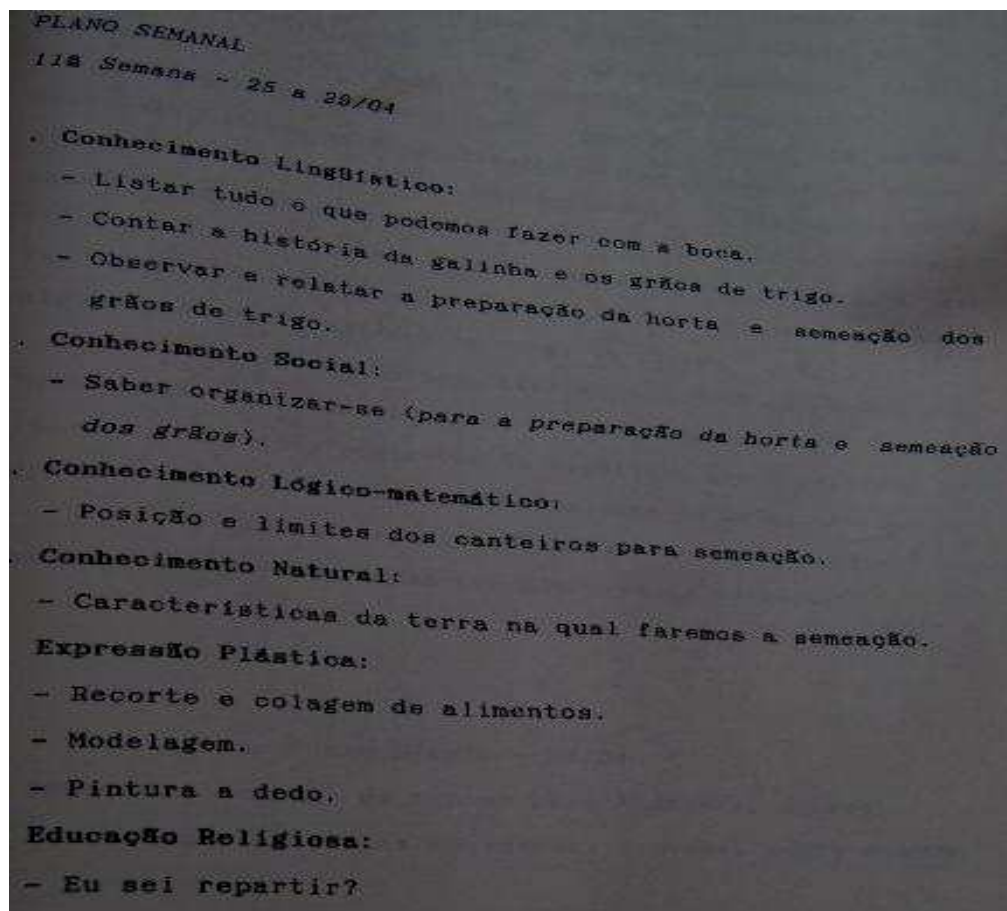 PLANO SEMANAL
11ª Semana - 25 a 29/04
. Conhecimento Lingüístico:
- Listar tudo o que podemos fazer com a boca.
- Contar a história da galinha e os grãos de trigo.
- Observar e relatar a preparação da horta e semeação dos
grãos de trigo.
. Conhecimento Social:
- Saber organizar-se (para a preparação da horta e semeação
dos grãos).
. Conhecimento Lógico-matemático:
- Posição e limites dos canteiros para semeação.
. Conhecimento Natural:
- Características da terra na qual faremos a semeação.
Expressão Plástica:
- Recorte e colagem de alimentos.
- Modelagem.
- Pintura a dedo.
Educação Religiosa:
- Eu sei repartir?